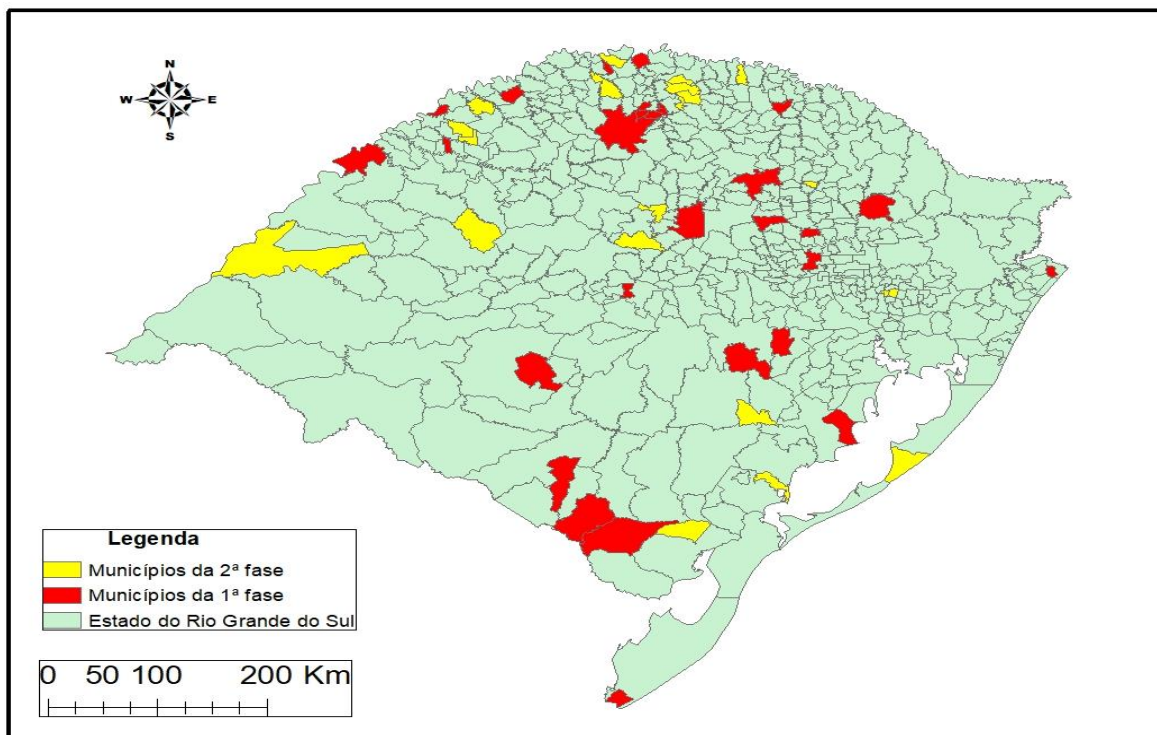 N
W E
S
Legenda
Municípios da 2ª fase
Municípios da 1ª fase
Estado do Rio Grande do Sul
0 50 100 200 Km